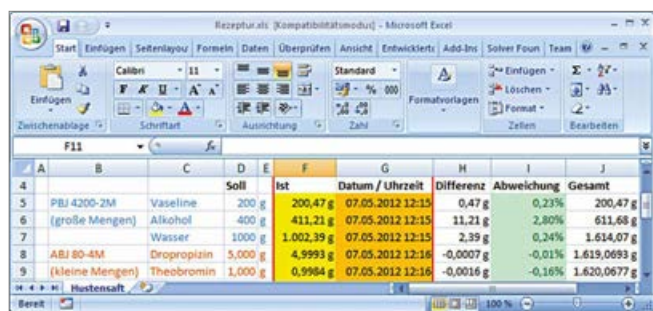 Rezeptur.xls [Kompatibilitätsmodus] - Microsoft Excel
Start Einfügen Seitenlayou Formeln Daten Überprüfen Ansicht Entwicklertc Add-Ins Solver Foun Team
Calibri 11 Standard Einfügen
F K U A A % 000 Löschen
Einfügen Formatvorlagen Format
Zwischenablage Schriftart Ausrichtung Zahl Zellen Bearbeiten
F11 fx
A B C D E F G H I J
4 Soll Ist Datum / Uhrzeit Differenz Abweichung Gesamt
5 PBJ 4200-2M Vaseline 200 g 200,47 g 07.05.2012 12:15 0,47 g 0,23% 200,47 g
6 (große Mengen) Alkohol 400 g 411,21 g 07.05.2012 12:15 11,21 g 2,80% 611,68 g
7 Wasser 1000 g 1.002,39 g 07.05.2012 12:15 2,39 g 0,24% 1.614,07 g
8 ABJ 80-4M Dropropizin 5,000 g 4,9993 g 07.05.2012 12:16 -0,0007 g -0,01% 1.619,0693 g
9 (kleine Mengen) Theobromin 1,000 g 0,9984 g 07.05.2012 12:16 -0,0016 g -0,16% 1.620,0677 g
Hustensaft
Bereit 100 %